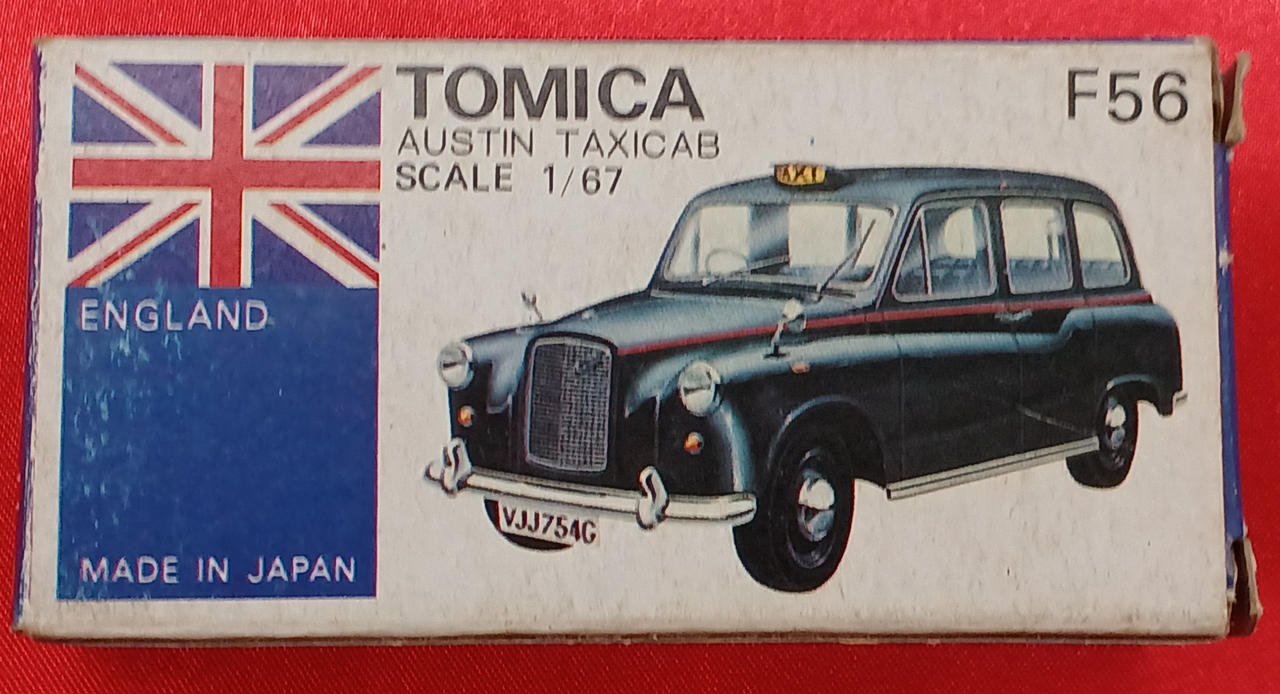 TOMICA
F56
AUSTIN TAXICAB
SCALE 1/67
TAXI
ENGLAND
VJJ754G
MADE IN JAPAN